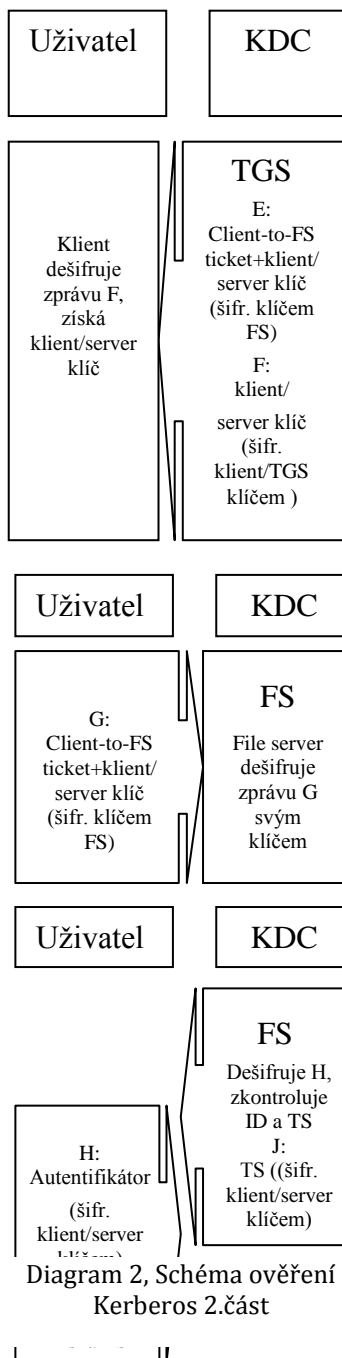 Uživatel
KDC
Klient
dešifruje
zprávu F,
získá
klient/server
klíč
TGS
E:
Client-to-FS
ticket+klient/
server klíč
(šifr. klíčem
FS)
F:
klient/
server klíč
(šifr.
klient/TGS
klíčem )
Uživatel
KDC
G:
Client-to-FS
ticket+klient/
server klíč
(šifr. klíčem
FS)
FS
File server
dešifruje
zprávu G
svým
klíčem
Uživatel
KDC
H:
Autentifikátor
(šifr.
klient/server
FS
Dešifruje H,
zkontroluje
ID a TS
J:
TS ((šifr.
klient/server
klíčem)
Diagram 2, Schéma ověření
Kerberos 2.část